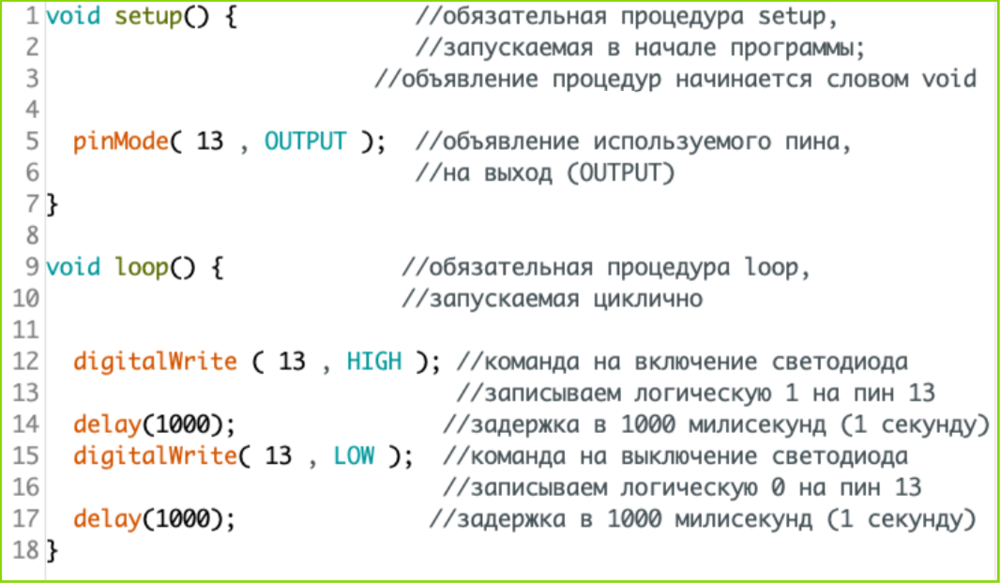 1 void setup() { //обязательная процедура setup,
2 //запускаемая в начале программы;
3 //объявление процедур начинается словом void
4
5 pinMode( 13 , OUTPUT ); //объявление используемого пина,
6 //на выход (OUTPUT)
7 }
8
9 void loop() { //обязательная процедура loop,
10 //запускаемая циклично
11
12 digitalWrite ( 13 , HIGH ); //команда на включение светодиода
13 //записываем логическую 1 на пин 13
14 delay(1000); //задержка в 1000 милисекунд (1 секунду)
15 digitalWrite( 13 , LOW ); //команда на выключение светодиода
16 //записываем логическую 0 на пин 13
17 delay(1000); //задержка в 1000 милисекунд (1 секунду)
18 }